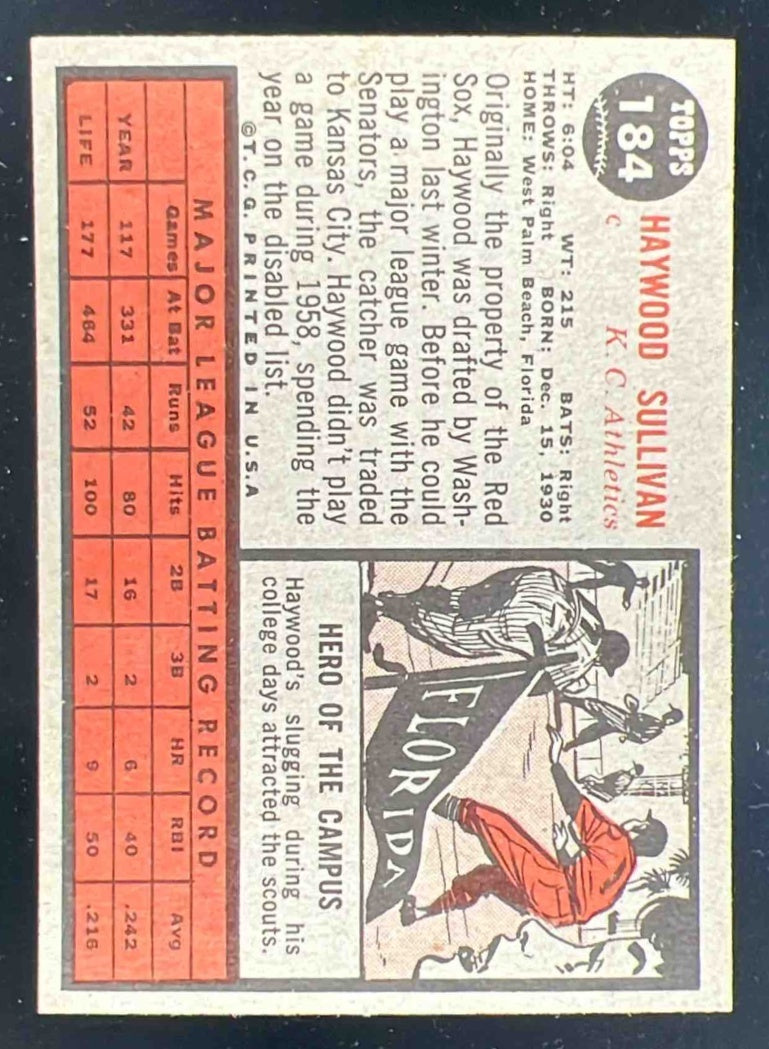 TOPPS
184
HAYWOOD SULLIVAN
c K. C. Athletics
HT: 6:04 WT: 215 BATS: Right
THROWS: Right BORN: Dec. 15, 1930
HOME: West Palm Beach, Florida
Originally the property of the Red
Sox, Haywood was drafted by Wash-
ington last winter. Before he could
play a major league game with the
Senators, the catcher was traded
to Kansas City. Haywood didn't play
a game during 1958, spending the
year on the disabled list.
©T. C. G. PRINTED IN U.S.A
FLORIDA
HERO OF THE CAMPUS
Haywood's slugging during his
college days attracted the scouts.
MAJOR LEAGUE BATTING RECORD
Games At Bat Runs Hits 2B 3B HR RBI Avg
YEAR 117 331 42 80 16 2 6 40 .242
LIFE 177 464 52 100 17 2 9 50 .216